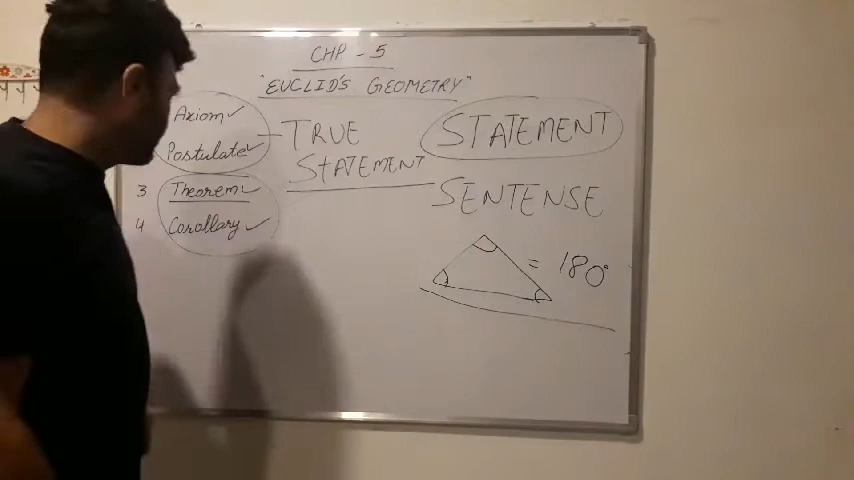 CHP - 5
"EUCLID'S GEOMETRY"
Axiom ✓
Postulate ✓
3 Theorem ✓
4 Corollary ✓
TRUE
STATEMENT
STATEMENT
SENTENSE
= 180°